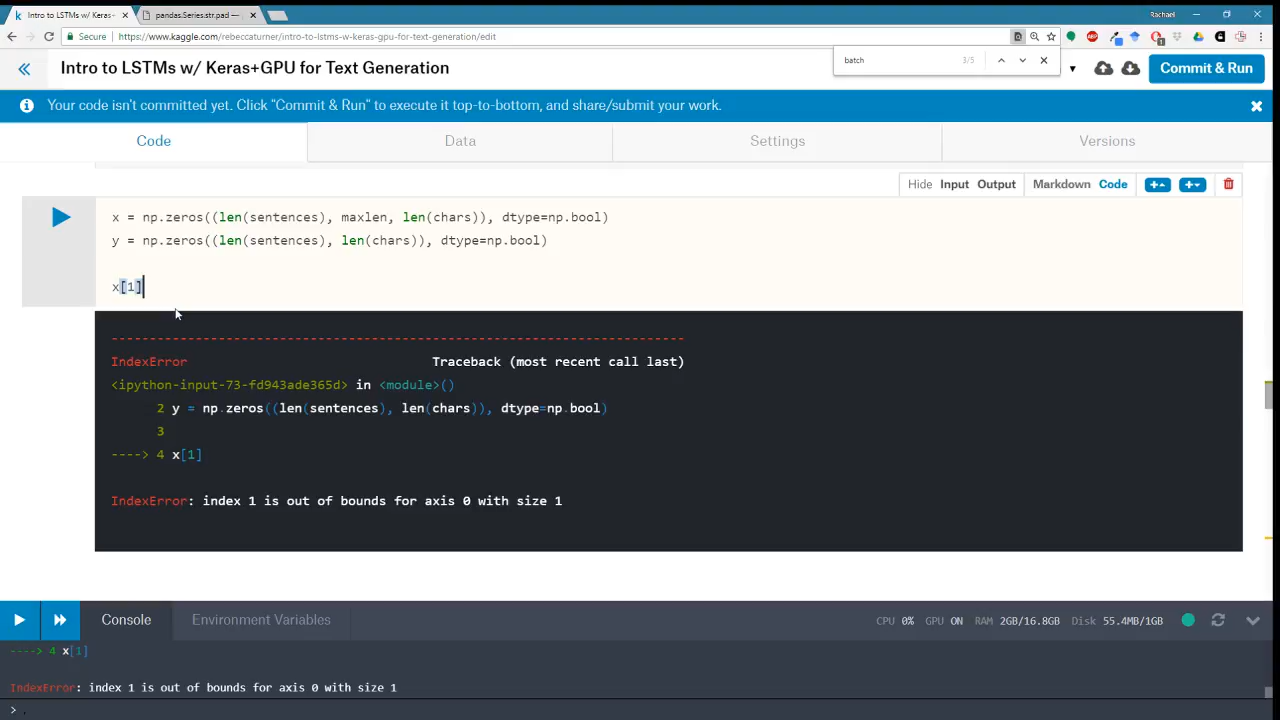 Intro to LSTMs w/ Keras+
pandas.Series.str.pad —
Rachael
Secure
https://www.kaggle.com/rebeccaturner/intro-to-lstms-w-keras-gpu-for-text-generation/edit
batch 3/5
Intro to LSTMs w/ Keras+GPU for Text Generation
Commit & Run
Your code isn't committed yet. Click "Commit & Run" to execute it top-to-bottom, and share/submit your work.
Code Data Settings Versions
Hide Input Output Markdown Code
x = np.zeros((len(sentences), maxlen, len(chars)), dtype=np.bool)
y = np.zeros((len(sentences), len(chars)), dtype=np.bool)
x[1]
---------------------------------------------------------------------------
IndexError Traceback (most recent call last)
<ipython-input-73-fd943ade365d> in <module>()
2 y = np.zeros((len(sentences), len(chars)), dtype=np.bool)
3
----> 4 x[1]
IndexError: index 1 is out of bounds for axis 0 with size 1
Console Environment Variables CPU 0% GPU ON RAM 2GB/16.8GB Disk 55.4MB/1GB
----> 4 x[1]
IndexError: index 1 is out of bounds for axis 0 with size 1
>